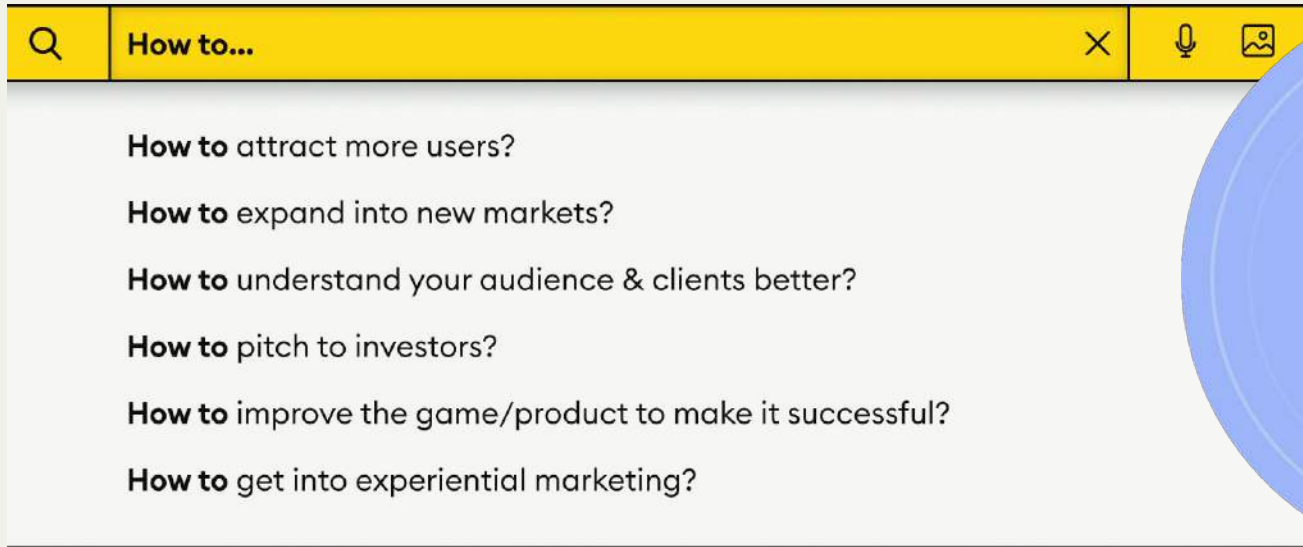 How to...
How to attract more users?
How to expand into new markets?
How to understand your audience & clients better?
How to pitch to investors?
How to improve the game/product to make it successful?
How to get into experiential marketing?